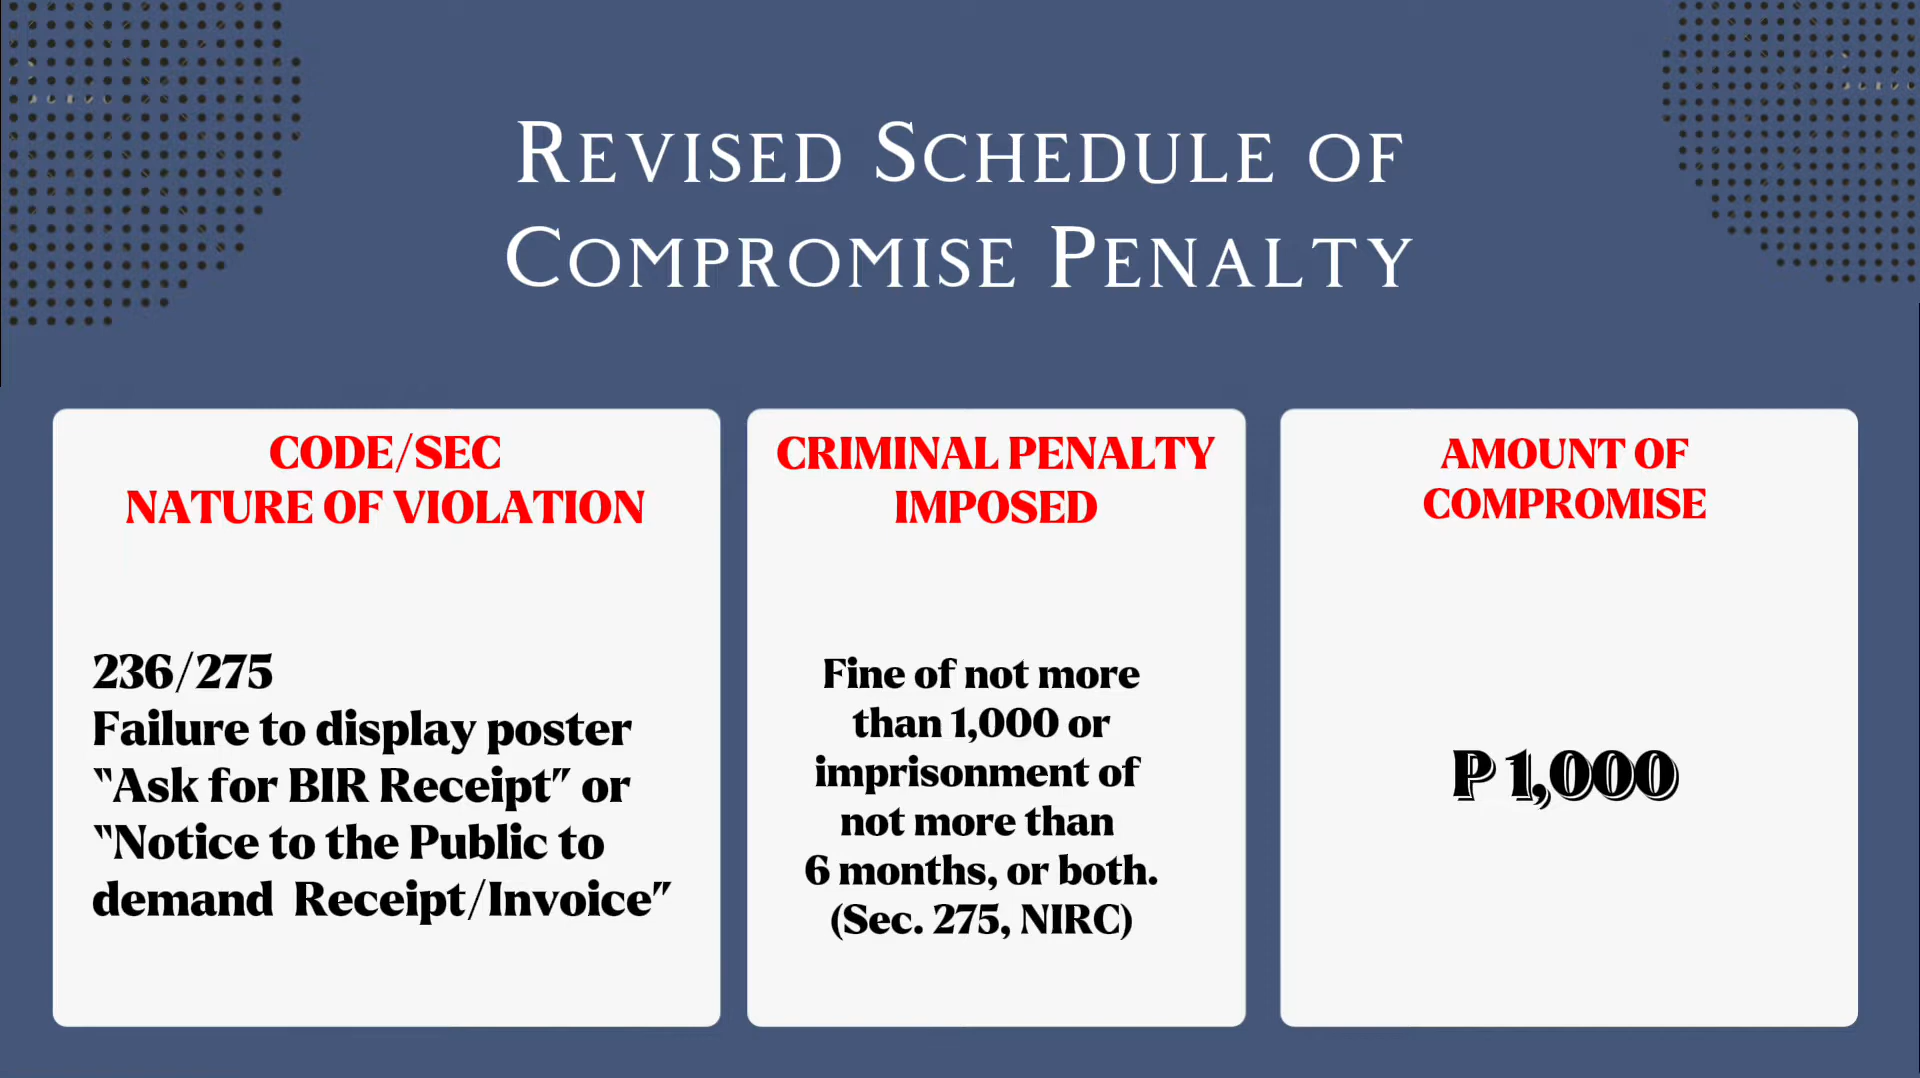 REVISED SCHEDULE OF
COMPROMISE PENALTY
CODE/SEC
NATURE OF VIOLATION
236/275
Failure to display poster
"Ask for BIR Receipt" or
"Notice to the Public to
demand Receipt/Invoice"
CRIMINAL PENALTY
IMPOSED
Fine of not more
than 1,000 or
imprisonment of
not more than
6 months, or both.
(Sec. 275, NIRC)
AMOUNT OF
COMPROMISE
P 1,000